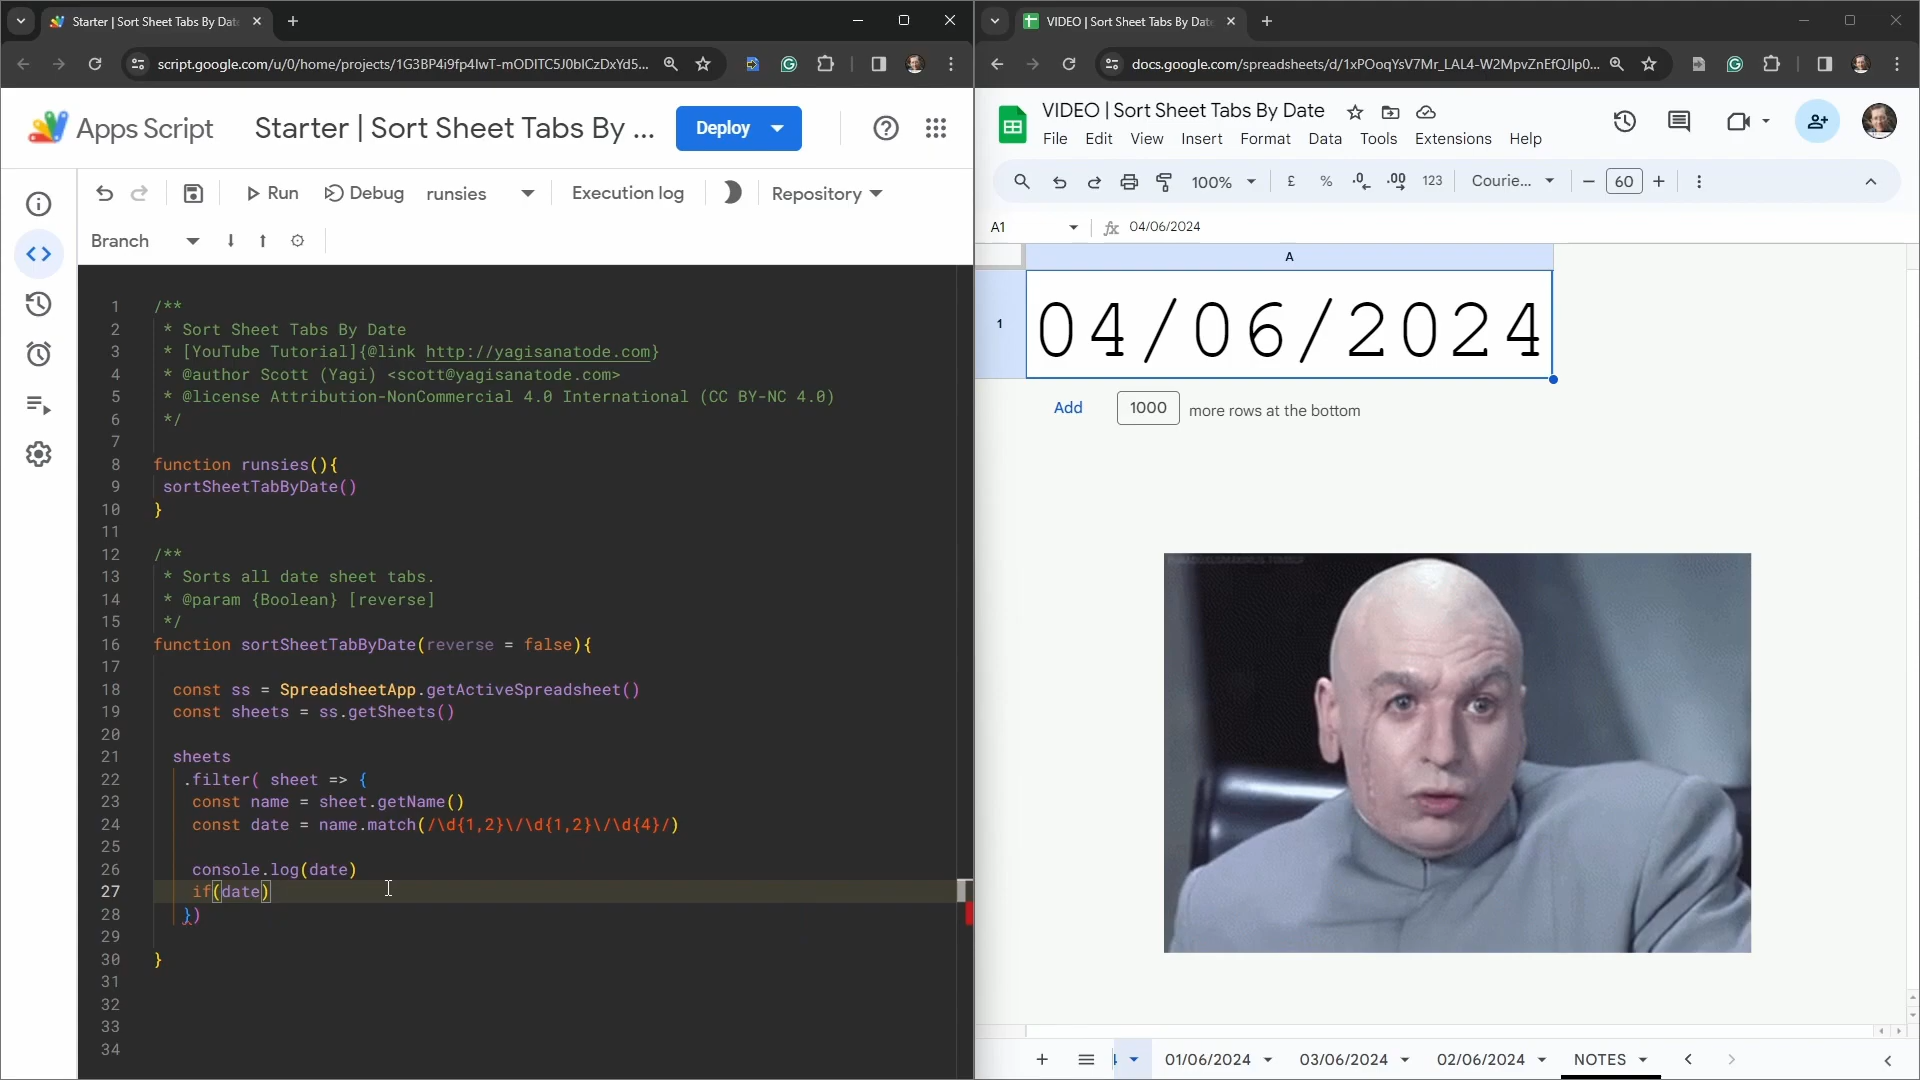 Starter | Sort Sheet Tabs By Dat
script.google.com/u/0/home/projects/1G3BP4i9fp4IwT-mODITC5J0bICzDxYd5...
Apps Script
Starter | Sort Sheet Tabs By ...
Deploy
Run
Debug
runsies
Execution log
Repository
Branch
1 /**
2 * Sort Sheet Tabs By Date
3 * [YouTube Tutorial]{@link http://yagisanatode.com}
4 * @author Scott (Yagi) <scott@yagisanatode.com>
5 * @license Attribution-NonCommercial 4.0 International (CC BY-NC 4.0)
6 */
7
8 function runsies(){
9 sortSheetTabByDate()
10 }
11
12 /**
13 * Sorts all date sheet tabs.
14 * @param {Boolean} [reverse]
15 */
16 function sortSheetTabByDate(reverse = false){
17
18 const ss = SpreadsheetApp.getActiveSpreadsheet()
19 const sheets = ss.getSheets()
20
21 sheets
22 .filter( sheet => {
23 const name = sheet.getName()
24 const date = name.match(/\d{1,2}\/\d{1,2}\/\d{4}/)
25
26 console.log(date)
27 if(date)
28 })
29
30 }
31
32
33
34
VIDEO | Sort Sheet Tabs By Date
docs.google.com/spreadsheets/d/1xPOoqYsV7Mr_LAL4-W2MpvZnEfQJIp0...
VIDEO | Sort Sheet Tabs By Date
File Edit View Insert Format Data Tools Extensions Help
100% £ % .0 .00 123 Courie... − 60 +
A1 fx 04/06/2024
A
1 04/06/2024
Add 1000 more rows at the bottom
4 01/06/2024 03/06/2024 02/06/2024 NOTES